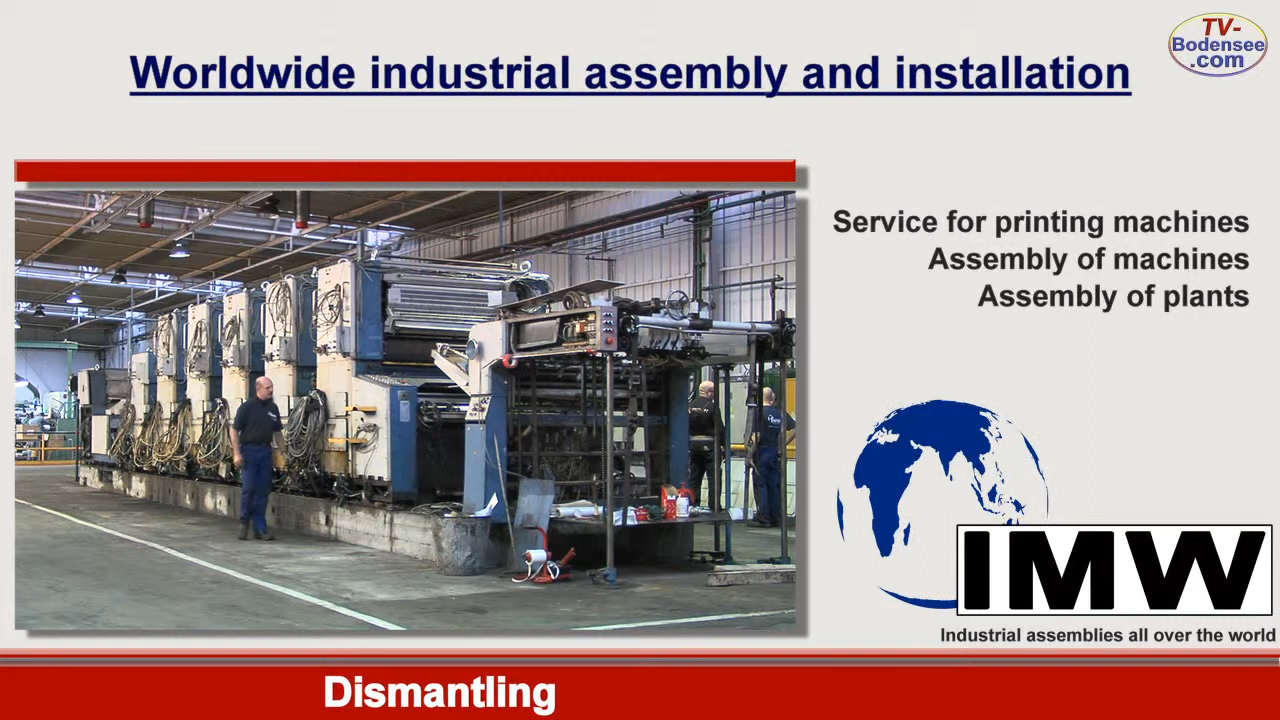 TV-
Bodensee
.com
Worldwide industrial assembly and installation
Service for printing machines
Assembly of machines
Assembly of plants
IMW
Industrial assemblies all over the world
Dismantling